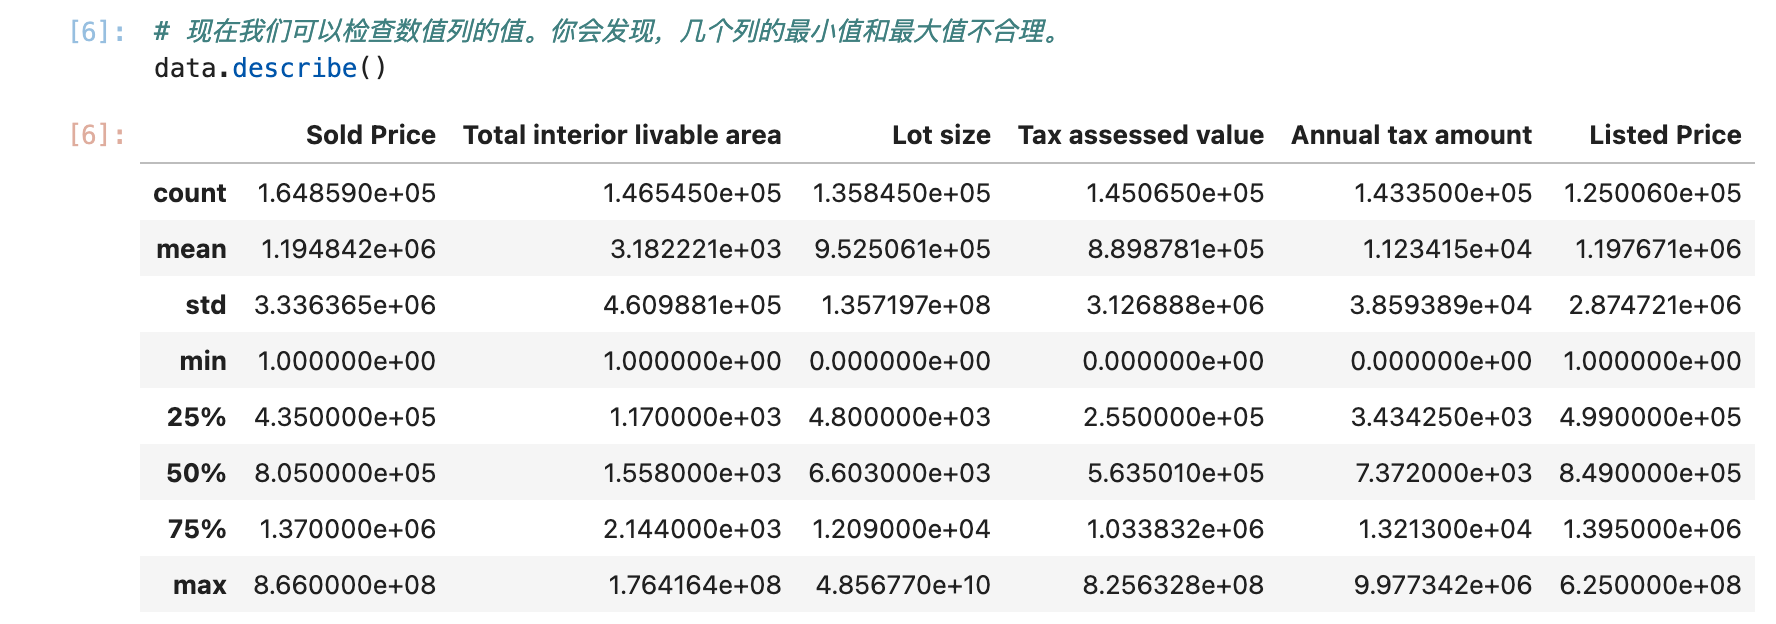 [6]: # 现在我们可以检查数值列的值。你会发现，几个列的最小值和最大值不合理。
data.describe()
[6]: Sold Price Total interior livable area Lot size Tax assessed value Annual tax amount Listed Price
count 1.648590e+05 1.465450e+05 1.358450e+05 1.450650e+05 1.433500e+05 1.250060e+05
mean 1.194842e+06 3.182221e+03 9.525061e+05 8.898781e+05 1.123415e+04 1.197671e+06
std 3.336365e+06 4.609881e+05 1.357197e+08 3.126888e+06 3.859389e+04 2.874721e+06
min 1.000000e+00 1.000000e+00 0.000000e+00 0.000000e+00 0.000000e+00 1.000000e+00
25% 4.350000e+05 1.170000e+03 4.800000e+03 2.550000e+05 3.434250e+03 4.990000e+05
50% 8.050000e+05 1.558000e+03 6.603000e+03 5.635010e+05 7.372000e+03 8.490000e+05
75% 1.370000e+06 2.144000e+03 1.209000e+04 1.033832e+06 1.321300e+04 1.395000e+06
max 8.660000e+08 1.764164e+08 4.856770e+10 8.256328e+08 9.977342e+06 6.250000e+08